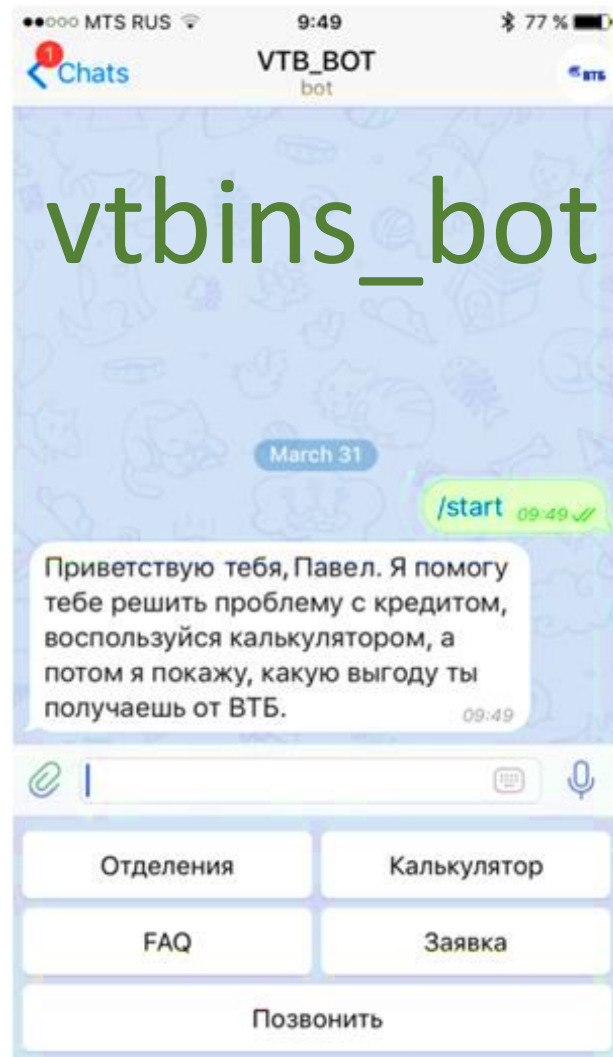 MTS RUS 9:49 77 %
1
Chats VTB_BOT ВТБ
bot
vtbins_bot
March 31
/start 09:49
Приветствую тебя, Павел. Я помогу
тебе решить проблему с кредитом,
воспользуйся калькулятором, а
потом я покажу, какую выгоду ты
получаешь от ВТБ. 09:49
Отделения Калькулятор
FAQ Заявка
Позвонить